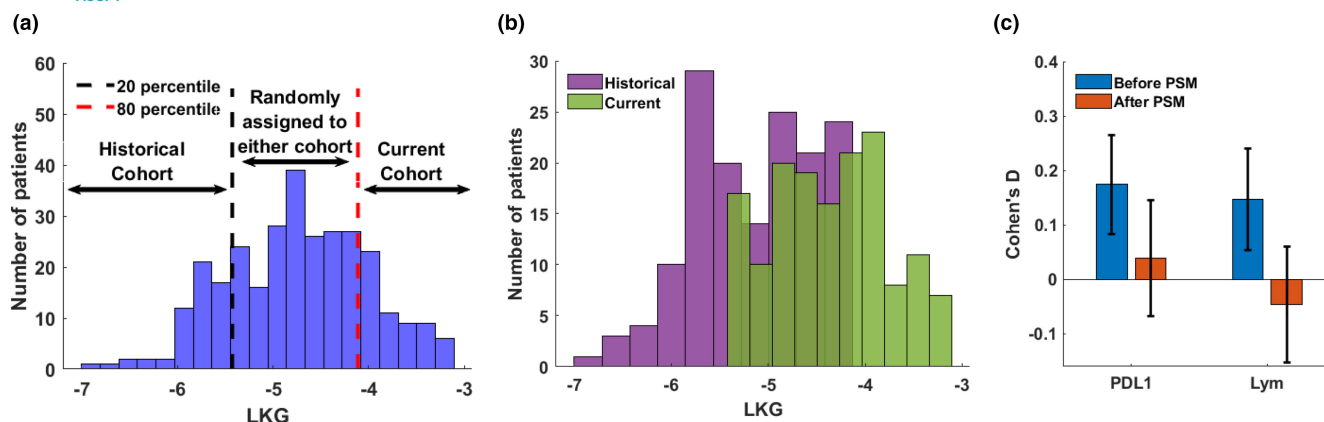 (a)
60
50
40
30
20
10
0
Number of patients
20 percentile
80 percentile
Randomly
assigned to
either cohort
Historical
Cohort
Current
Cohort
-7
-6
-5
-4
-3
LKG
(b)
30
25
20
15
10
5
0
Number of patients
Historical
Current
-7
-6
-5
-4
-3
LKG
(c)
0.4
0.3
0.2
0.1
0
-0.1
Cohen's D
Before PSM
After PSM
PDL1
Lym